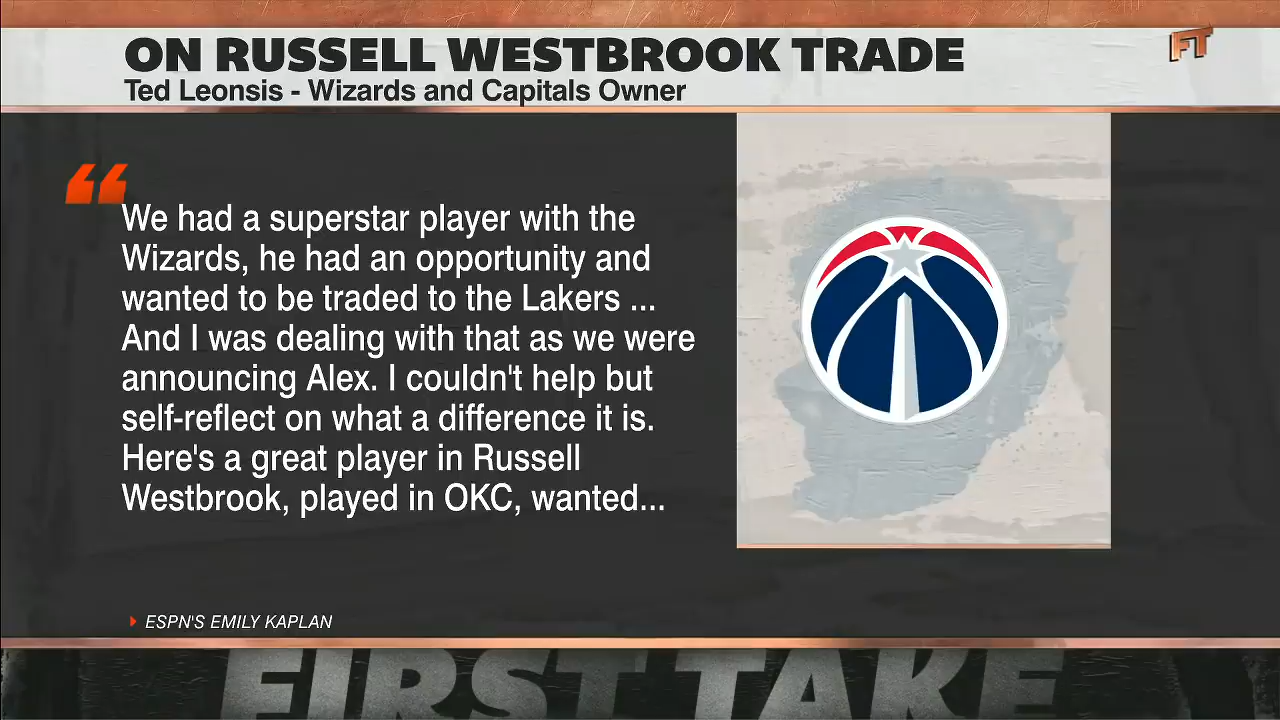 ON RUSSELL WESTBROOK TRADE
FT
Ted Leonsis - Wizards and Capitals Owner
“
We had a superstar player with the
Wizards, he had an opportunity and
wanted to be traded to the Lakers ...
And I was dealing with that as we were
announcing Alex. I couldn't help but
self-reflect on what a difference it is.
Here's a great player in Russell
Westbrook, played in OKC, wanted...
ESPN'S EMILY KAPLAN
FIRST TAKE